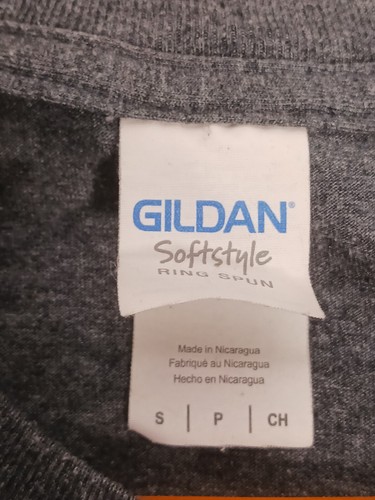 GILDAN®
Softstyle
RING SPUN
Made in Nicaragua
Fabriqué au Nicaragua
Hecho en Nicaragua
S | P | CH